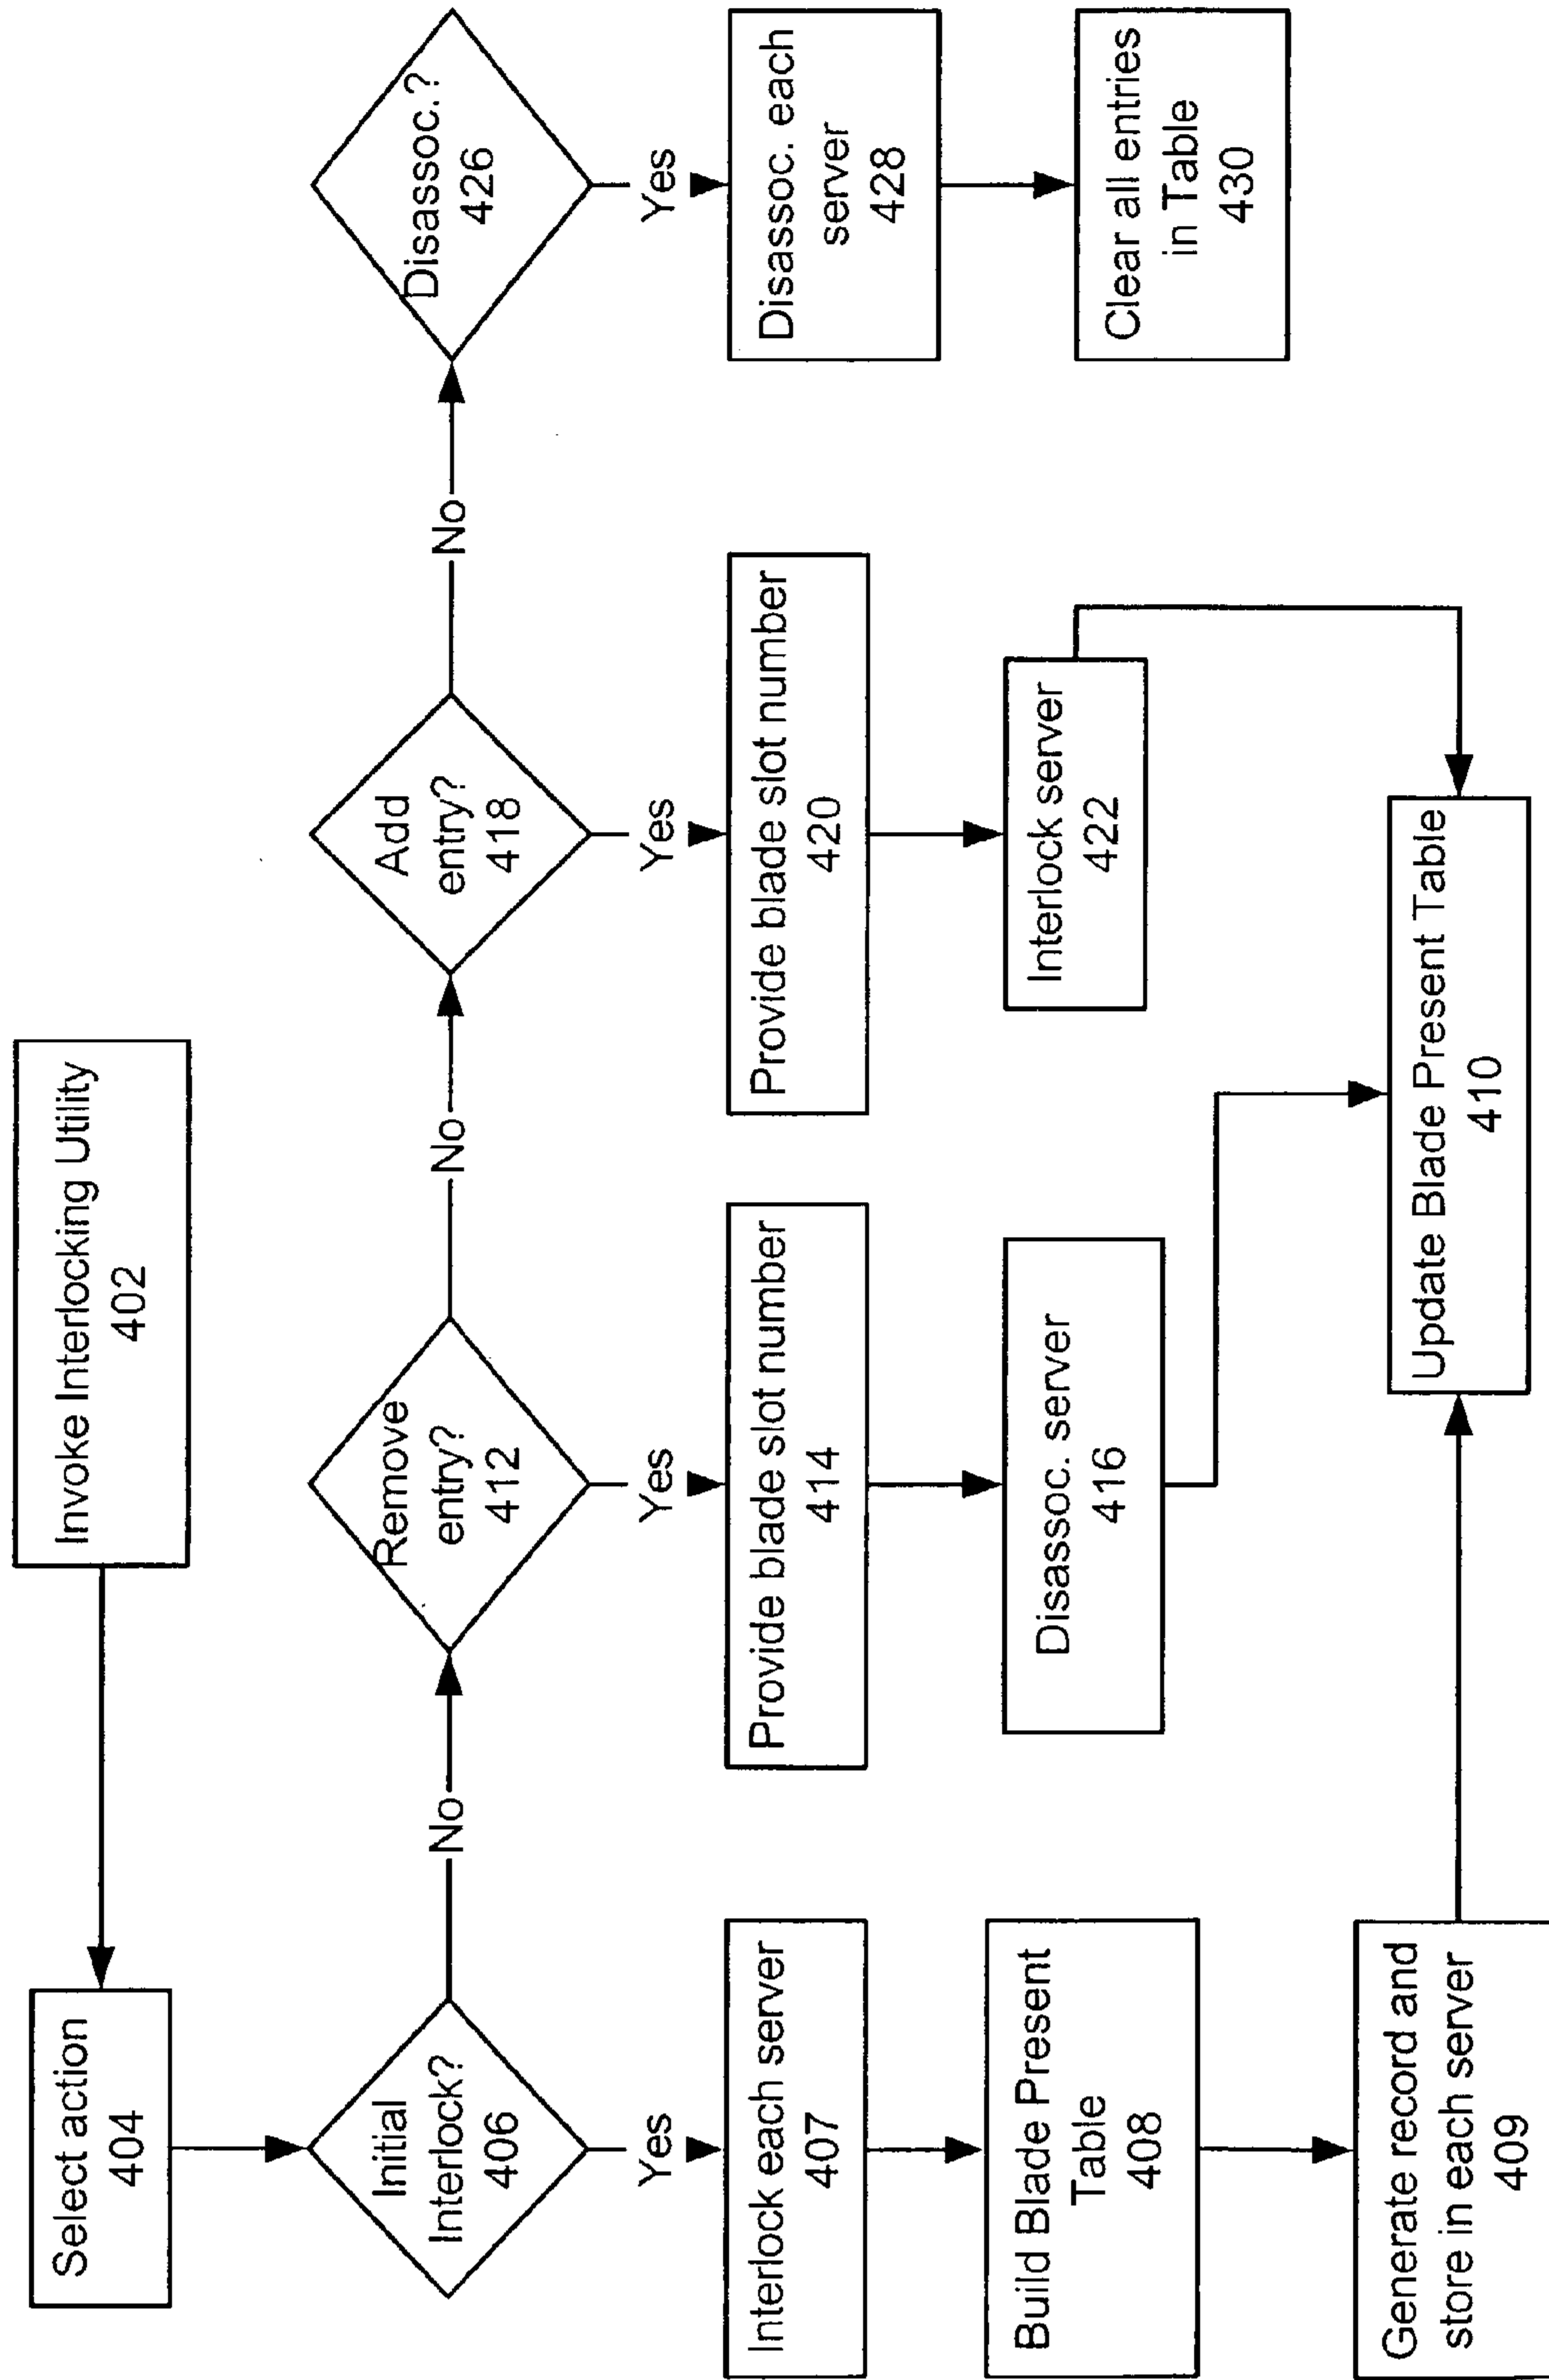 Invoke Interlocking Utility
402
Select action
404
Initial
Interlock?
406
No
Remove
entry?
412
No
Add
entry?
418
No
Disassoc.?
426
Yes
Yes
Yes
Yes
Interlock each server
407
Provide blade slot number
414
Provide blade slot number
420
Disassoc. each
server
428
Build Blade Present
Table
408
Disassoc. server
416
Interlock server
422
Clear all entries
in Table
430
Generate record and
store in each server
409
Update Blade Present Table
410